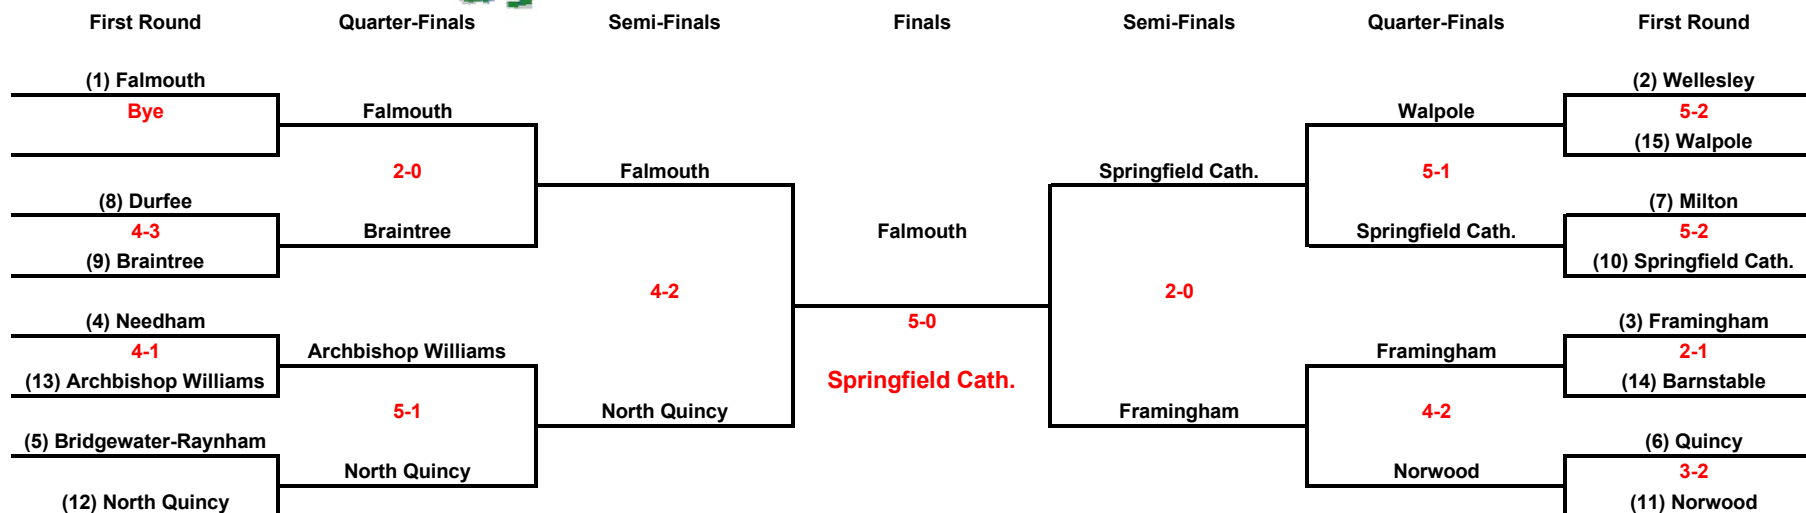 First Round Quarter-Finals Semi-Finals Finals Semi-Finals Quarter-Finals First Round
(1) Falmouth (2) Wellesley
Bye Falmouth Walpole 5-2
(15) Walpole
2-0 Falmouth Springfield Cath. 5-1
(8) Durfee (7) Milton
4-3 Braintree Falmouth Springfield Cath. 5-2
(9) Braintree (10) Springfield Cath.
4-2 2-0
(4) Needham 5-0 (3) Framingham
4-1 Archbishop Williams Framingham 2-1
(13) Archbishop Williams Springfield Cath. (14) Barnstable
5-1 North Quincy Framingham 4-2
(5) Bridgewater-Raynham (6) Quincy
North Quincy Norwood 3-2
(12) North Quincy (11) Norwood